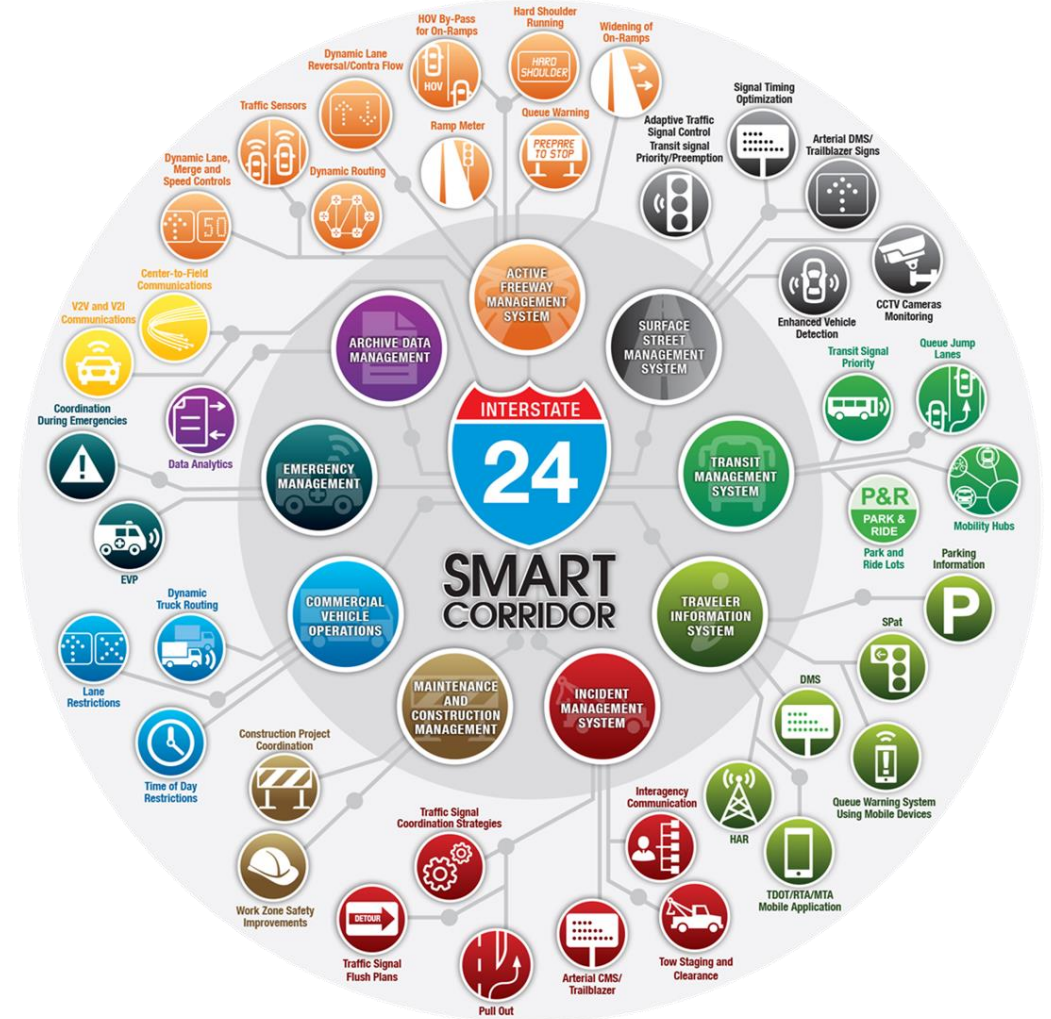 HOV By-Pass
for On-Ramps
HOV
Hard Shoulder
Running
HARD
SHOULDER
Widening of
On-Ramps
Dynamic Lane
Reversal/Contra Flow
Traffic Sensors
Ramp Meter
Queue Warning
PREPARE
TO STOP
Dynamic Lane,
Merge and
Speed Controls
50
Dynamic Routing
Signal Timing
Optimization
Adaptive Traffic
Signal Control
Transit signal
Priority/Preemption
Arterial DMS/
Trailblazer Signs
Enhanced Vehicle
Detection
CCTV Cameras
Monitoring
Center-to-Field
Communications
V2V and V2I
Communications
Data Analytics
Coordination
During Emergencies
EVP
ACTIVE
FREEWAY
MANAGEMENT
SYSTEM
ARCHIVE DATA
MANAGEMENT
SURFACE
STREET
MANAGEMENT
SYSTEM
EMERGENCY
MANAGEMENT
INTERSTATE
24
SMART
CORRIDOR
TRANSIT
MANAGEMENT
SYSTEM
Transit Signal
Priority
Queue Jump
Lanes
P&R
PARK &
RIDE
Park and
Ride Lots
Mobility Hubs
COMMERCIAL
VEHICLE
OPERATIONS
TRAVELER
INFORMATION
SYSTEM
MAINTENANCE
AND
CONSTRUCTION
MANAGEMENT
INCIDENT
MANAGEMENT
SYSTEM
Dynamic
Truck Routing
Lane
Restrictions
Time of Day
Restrictions
Parking
Information
P
SPat
DMS
Queue Warning System
Using Mobile Devices
HAR
TDOT/RTA/MTA
Mobile Application
Construction Project
Coordination
Work Zone Safety
Improvements
Traffic Signal
Coordination Strategies
DETOUR
Traffic Signal
Flush Plans
Pull Out
Interagency
Communication
Arterial CMS/
Trailblazer
Tow Staging and
Clearance